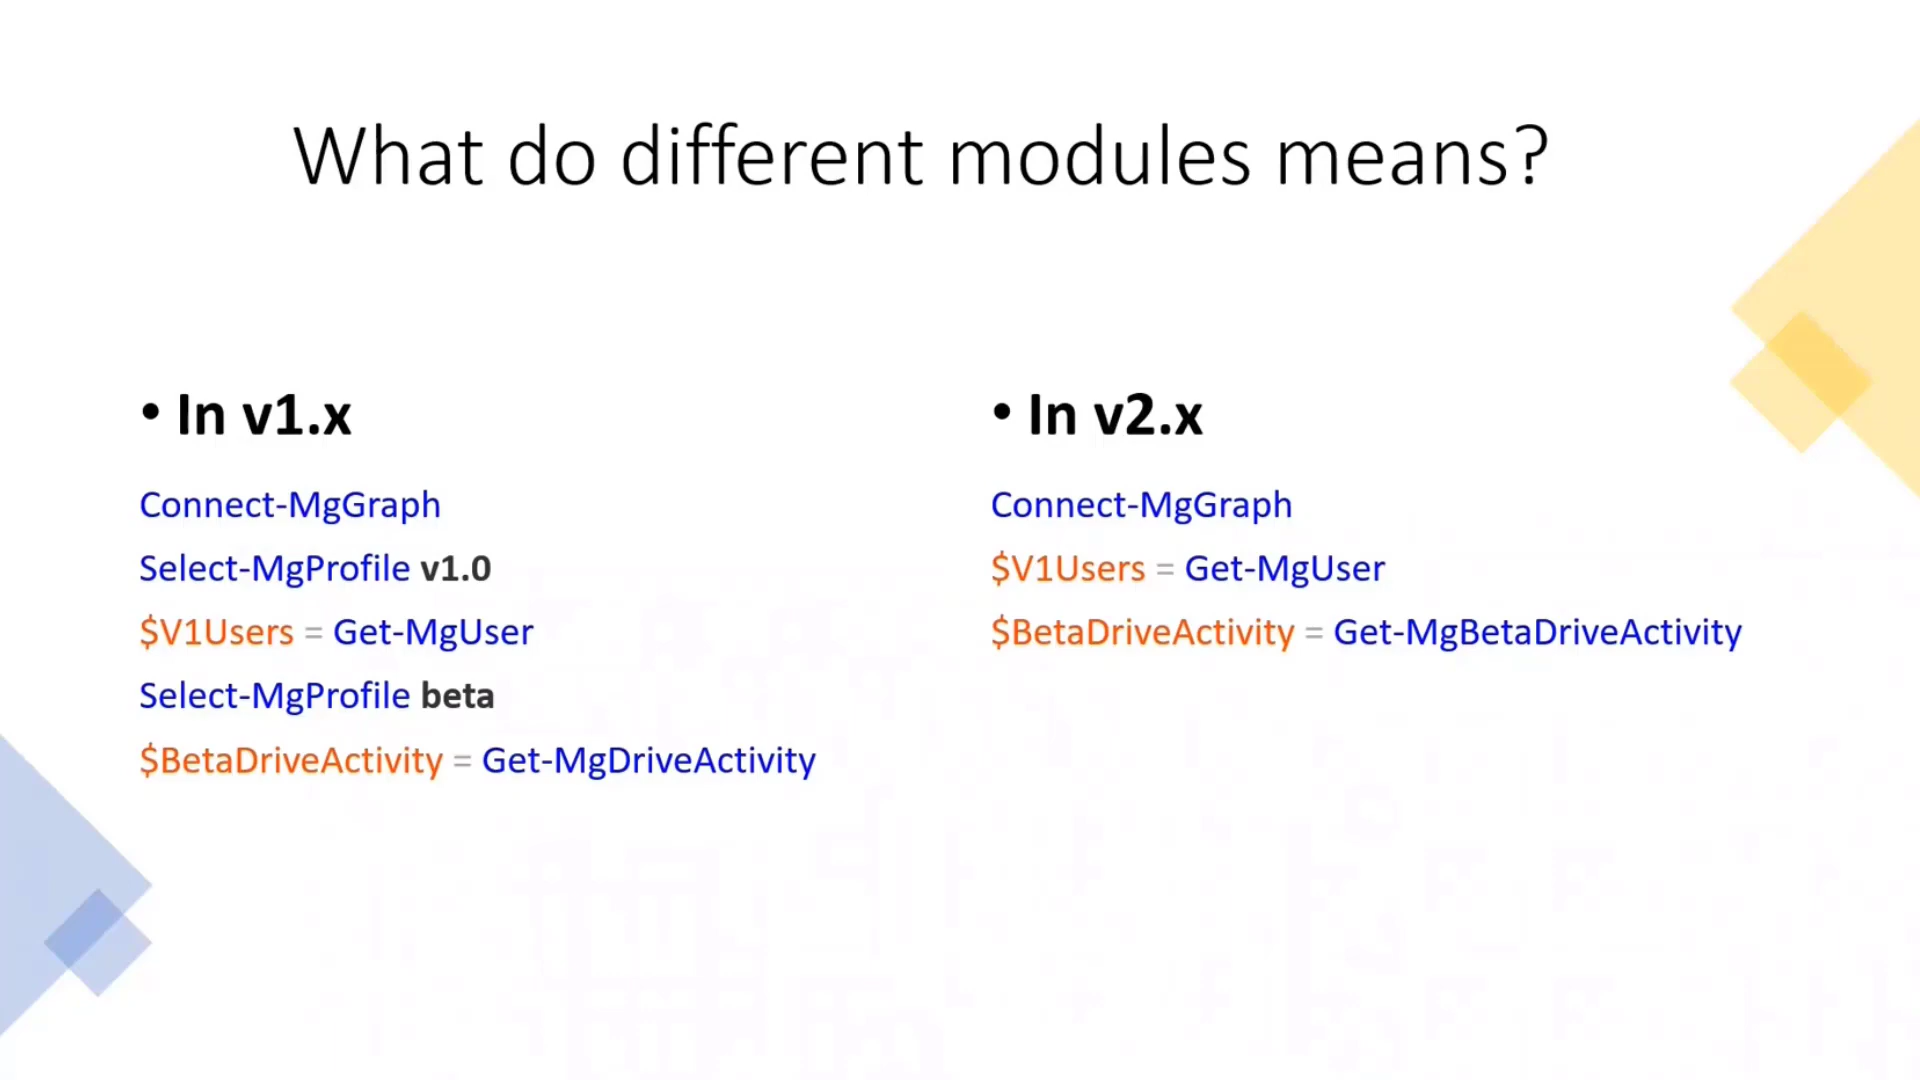 What do different modules means?
• In v1.x
Connect-MgGraph
Select-MgProfile v1.0
$V1Users = Get-MgUser
Select-MgProfile beta
$BetaDriveActivity = Get-MgDriveActivity
• In v2.x
Connect-MgGraph
$V1Users = Get-MgUser
$BetaDriveActivity = Get-MgBetaDriveActivity